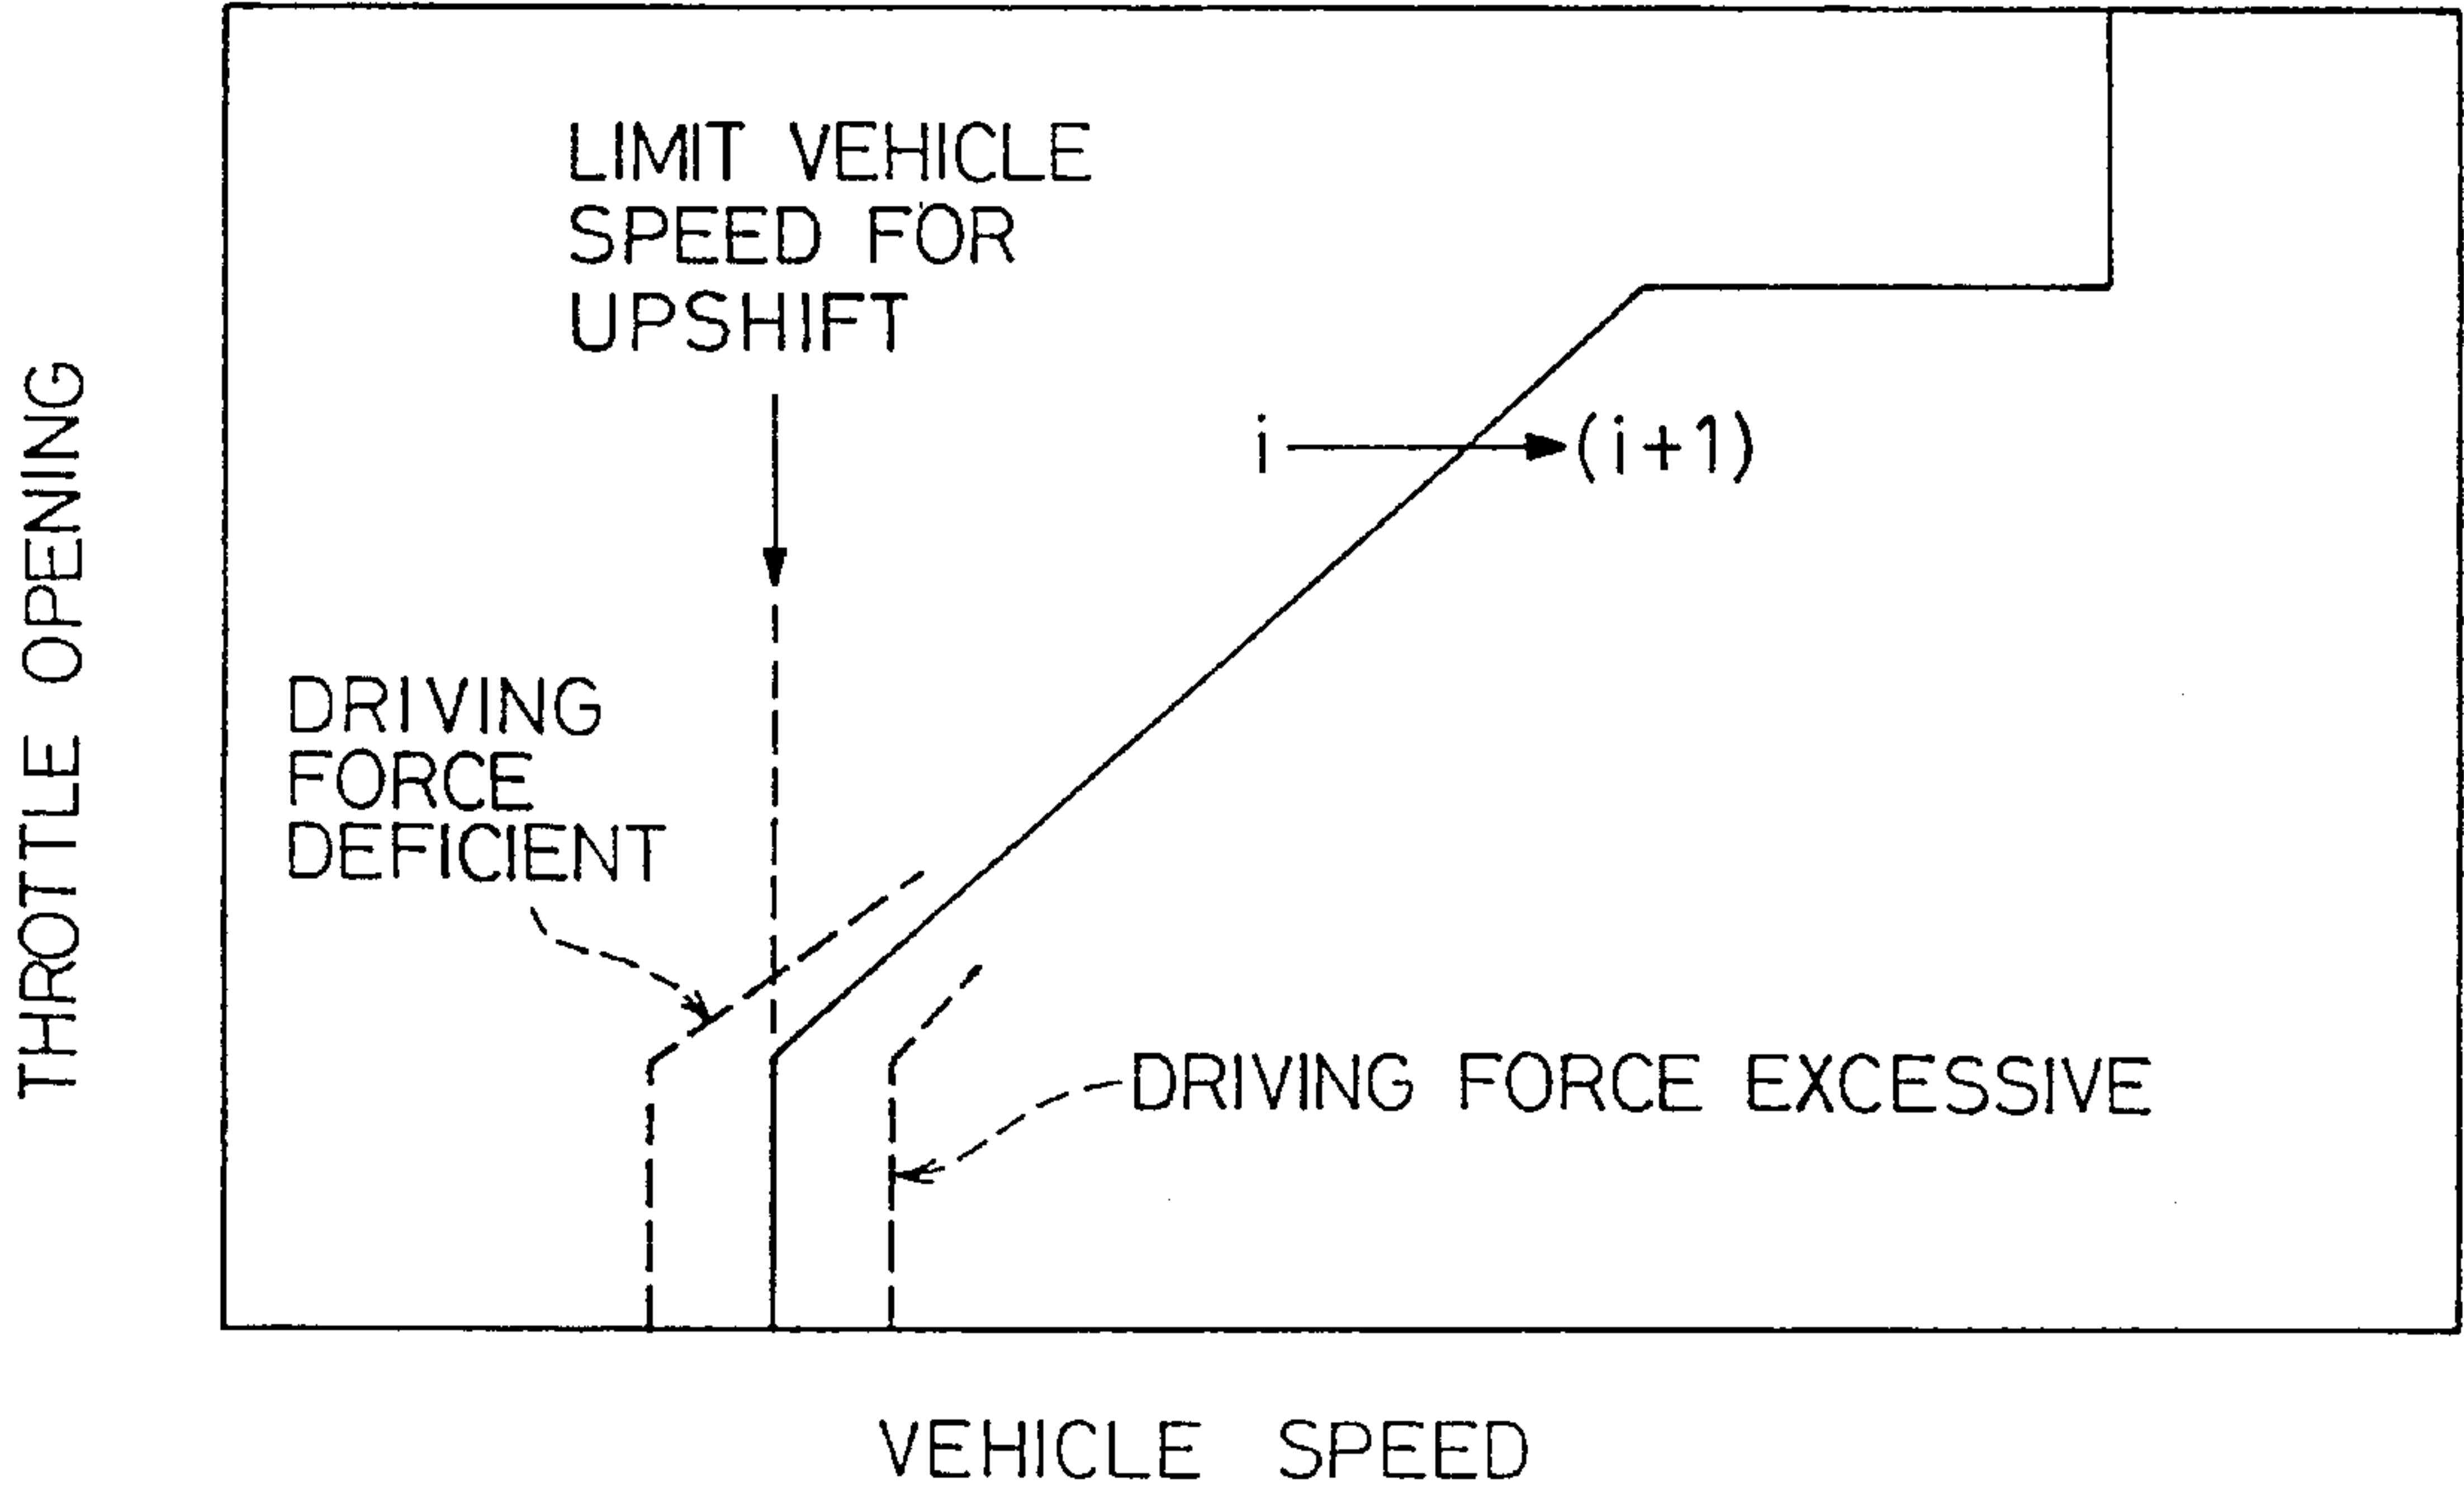 LIMIT VEHICLE
SPEED FOR
UPSHIFT
i
(i+1)
THROTTLE OPENING
DRIVING
FORCE
DEFICIENT
DRIVING FORCE EXCESSIVE
VEHICLE SPEED